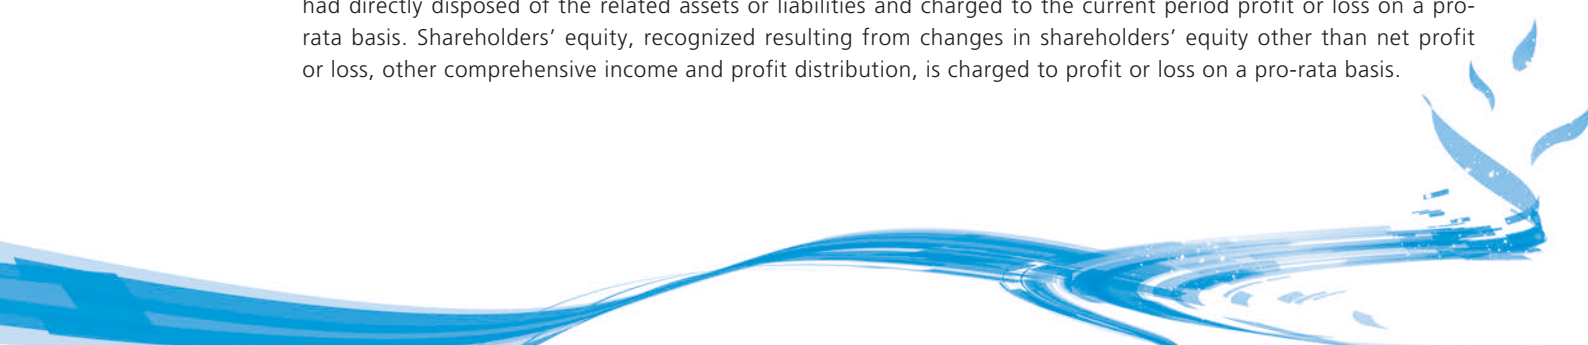 had directly disposed of the related assets or liabilities and charged to the current period profit or loss on a pro-
rata basis. Shareholders’ equity, recognized resulting from changes in shareholders’ equity other than net profit
or loss, other comprehensive income and profit distribution, is charged to profit or loss on a pro-rata basis.